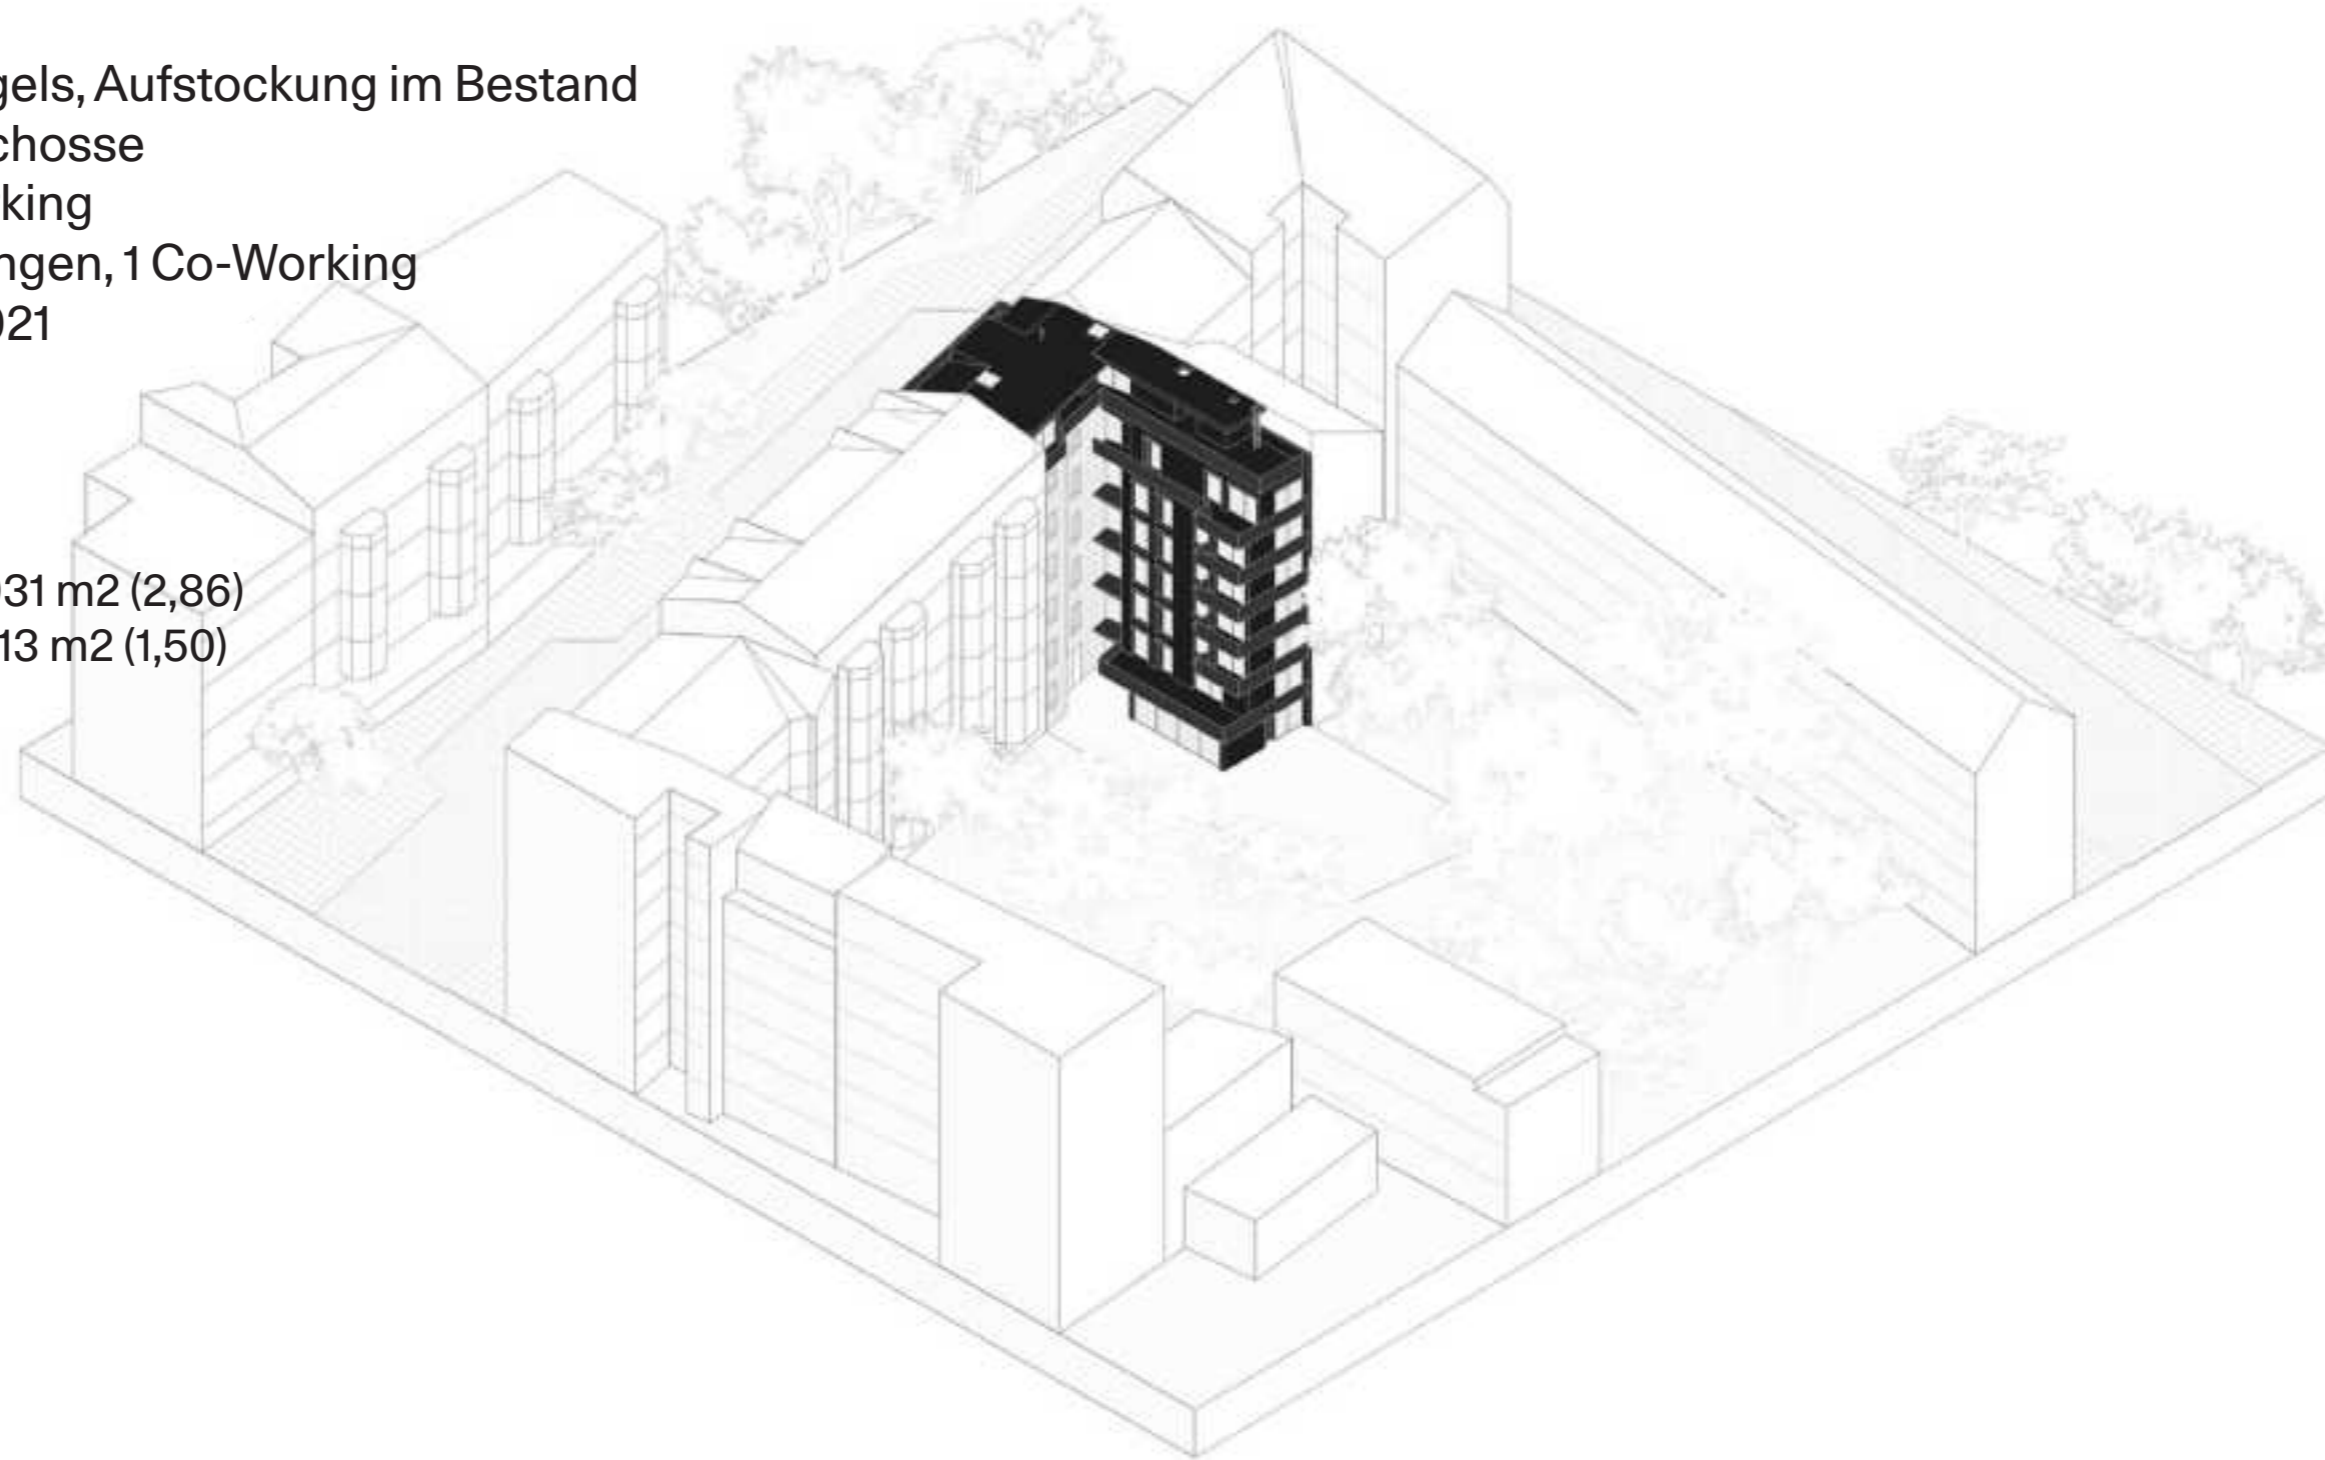 gels, Aufstockung im Bestand
chosse
king
ngen, 1 Co-Working
021
031 m2 (2,86)
13 m2 (1,50)